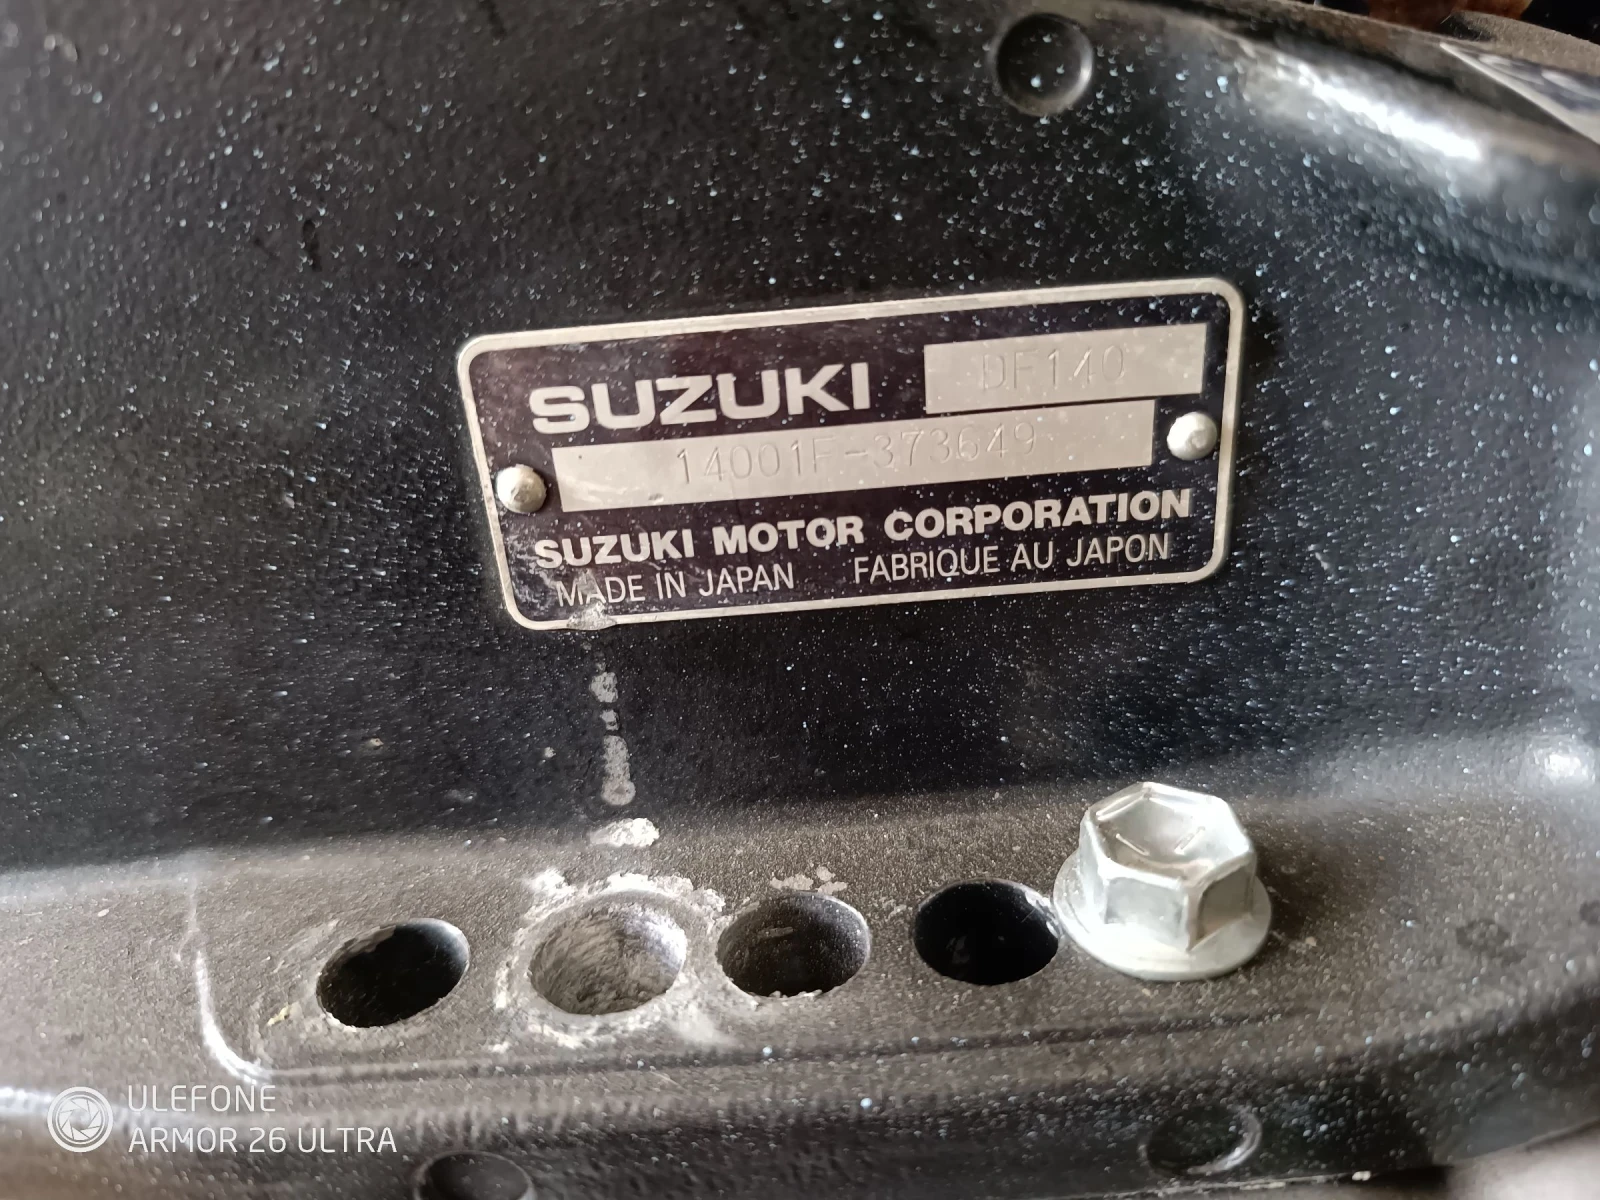 SUZUKI DF140
14001F-373649
SUZUKI MOTOR CORPORATION
MADE IN JAPAN FABRIQUE AU JAPON
ULEFONE
ARMOR 26 ULTRA